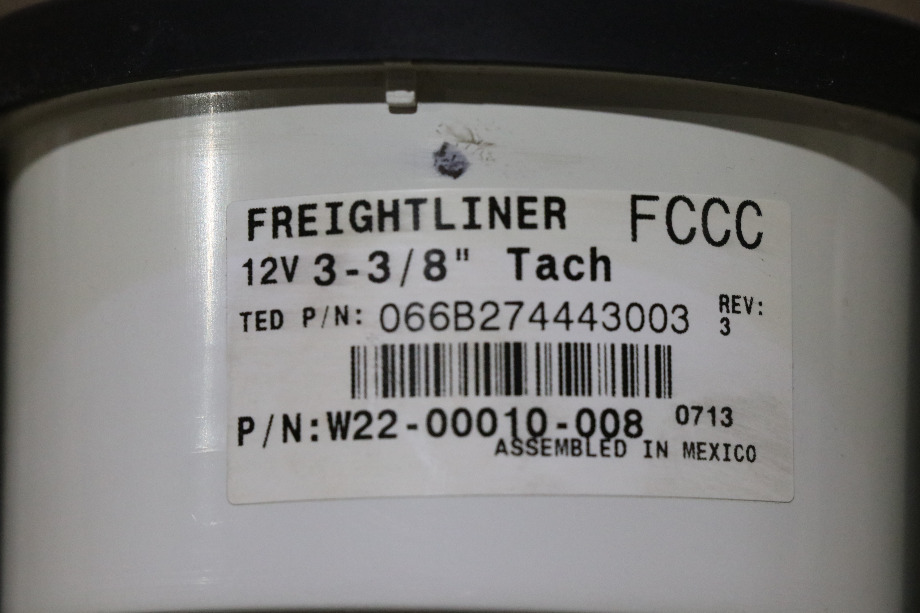 FREIGHTLINER FCCC
12V 3-3/8" Tach
TED P/N: 066B274443003 REV: 3
P/N:W22-00010-008 0713
ASSEMBLED IN MEXICO